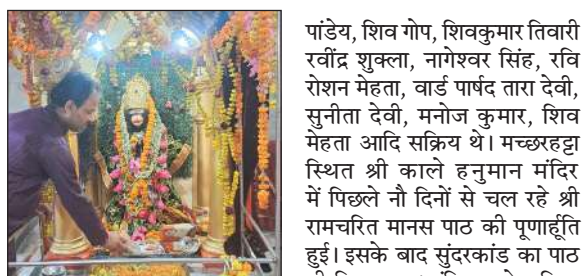 पांडेय, शिव गोप, शिवकुमार तिवारी
रवींद्र शुक्ला, नागेश्वर सिंह, रवि
रोशन मेहता, वार्ड पार्षद तारा देवी,
सुनीता देवी, मनोज कुमार, शिव
मेहता आदि सक्रिय थे। मच्छरहट्टा
स्थित श्री काले हनुमान मंदिर
में पिछले नौ दिनों से चल रहे श्री
रामचरित मानस पाठ की पूणार्हूति
हुई। इसके बाद सुंदरकांड का पाठ